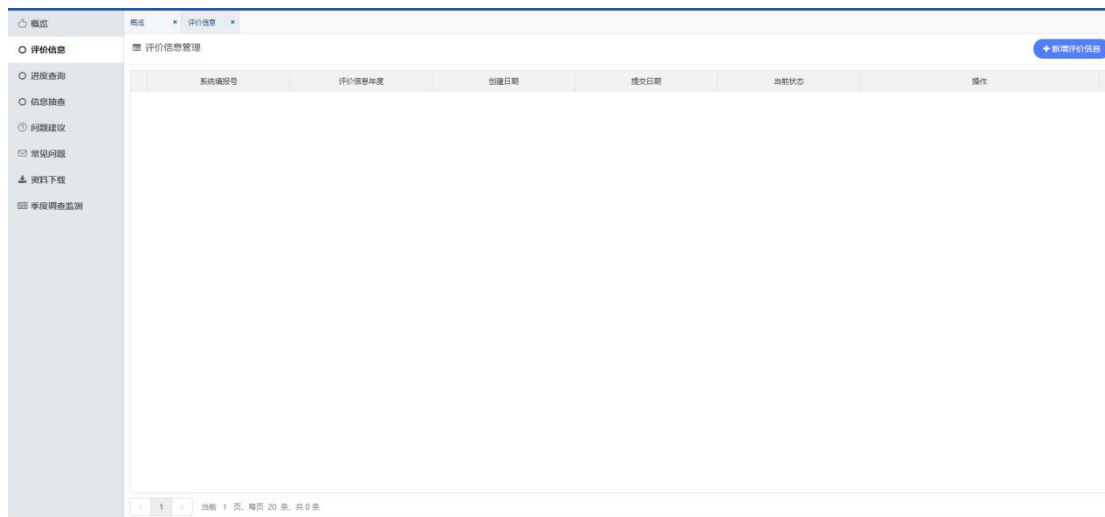 概览
评价信息
进度查询
信息抽查
问题建议
常见问题
资料下载
季度调查监测
概览 × 评价信息 ×
评价信息管理
+新增评价信息
系统填报号 评价信息年度 创建日期 提交日期 当前状态 操作
‹ 1 › 当前 1 页, 每页 20 条, 共 0 条